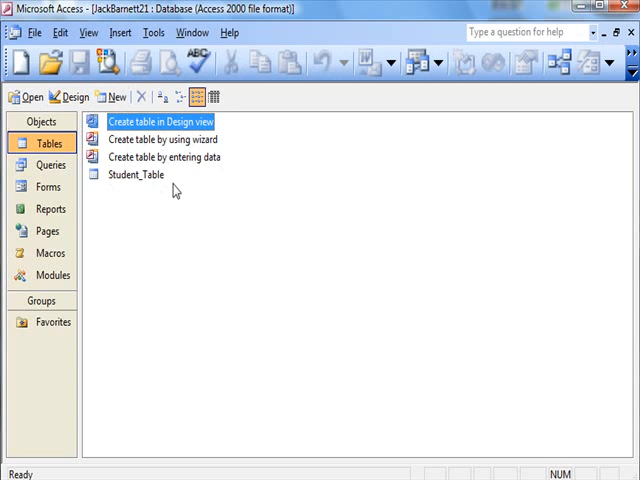 Microsoft Access - [JackBarnett21 : Database (Access 2000 file format)]
File Edit View Insert Tools Window Help Type a question for help
ABC
Open Design New
Objects
Tables
Queries
Forms
Reports
Pages
Macros
Modules
Groups
Favorites
Create table in Design view
Create table by using wizard
Create table by entering data
Student_Table
Ready NUM